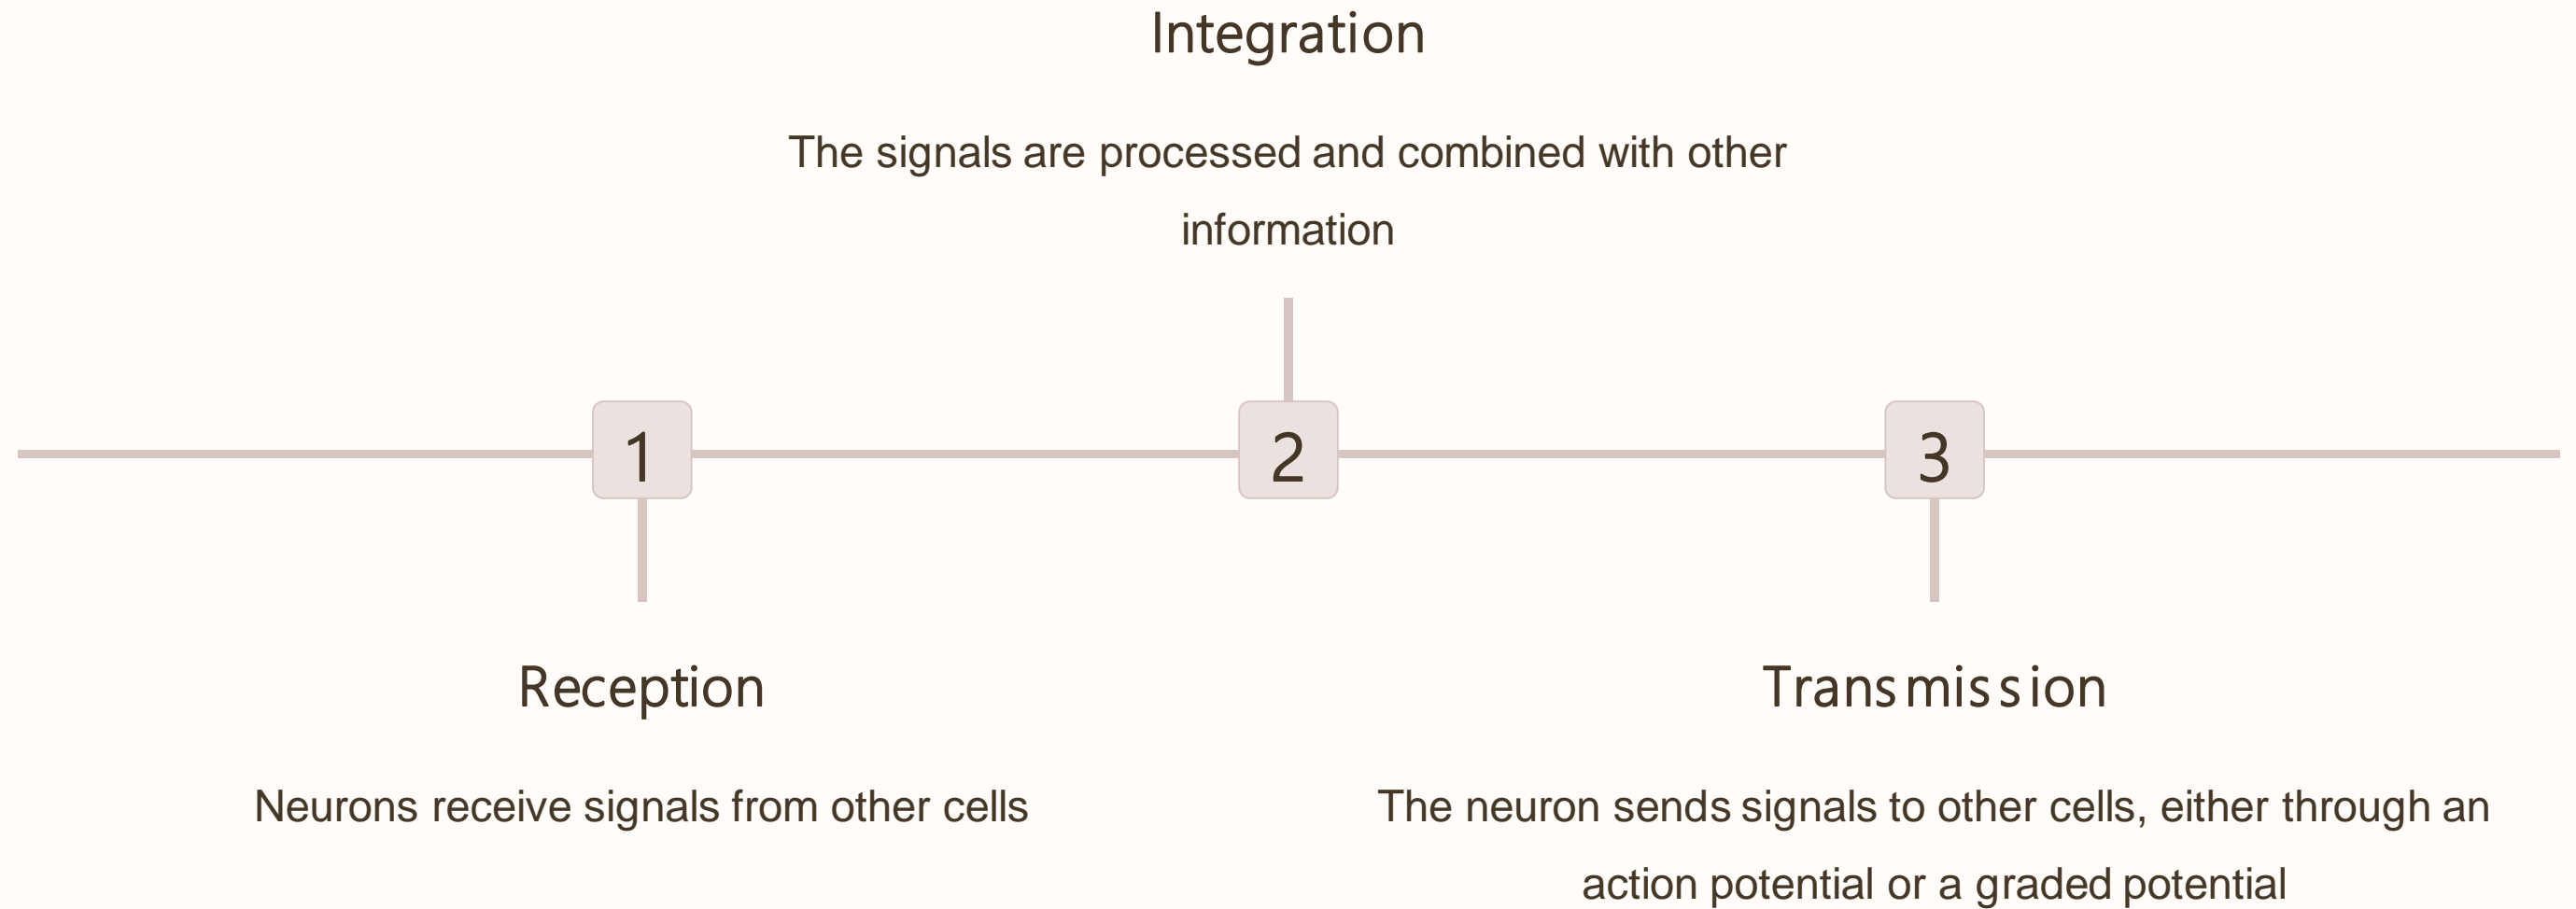 Integration
The signals are processed and combined with other
information
1
2
3
Reception
Neurons receive signals from other cells
Transmission
The neuron sends signals to other cells, either through an
action potential or a graded potential